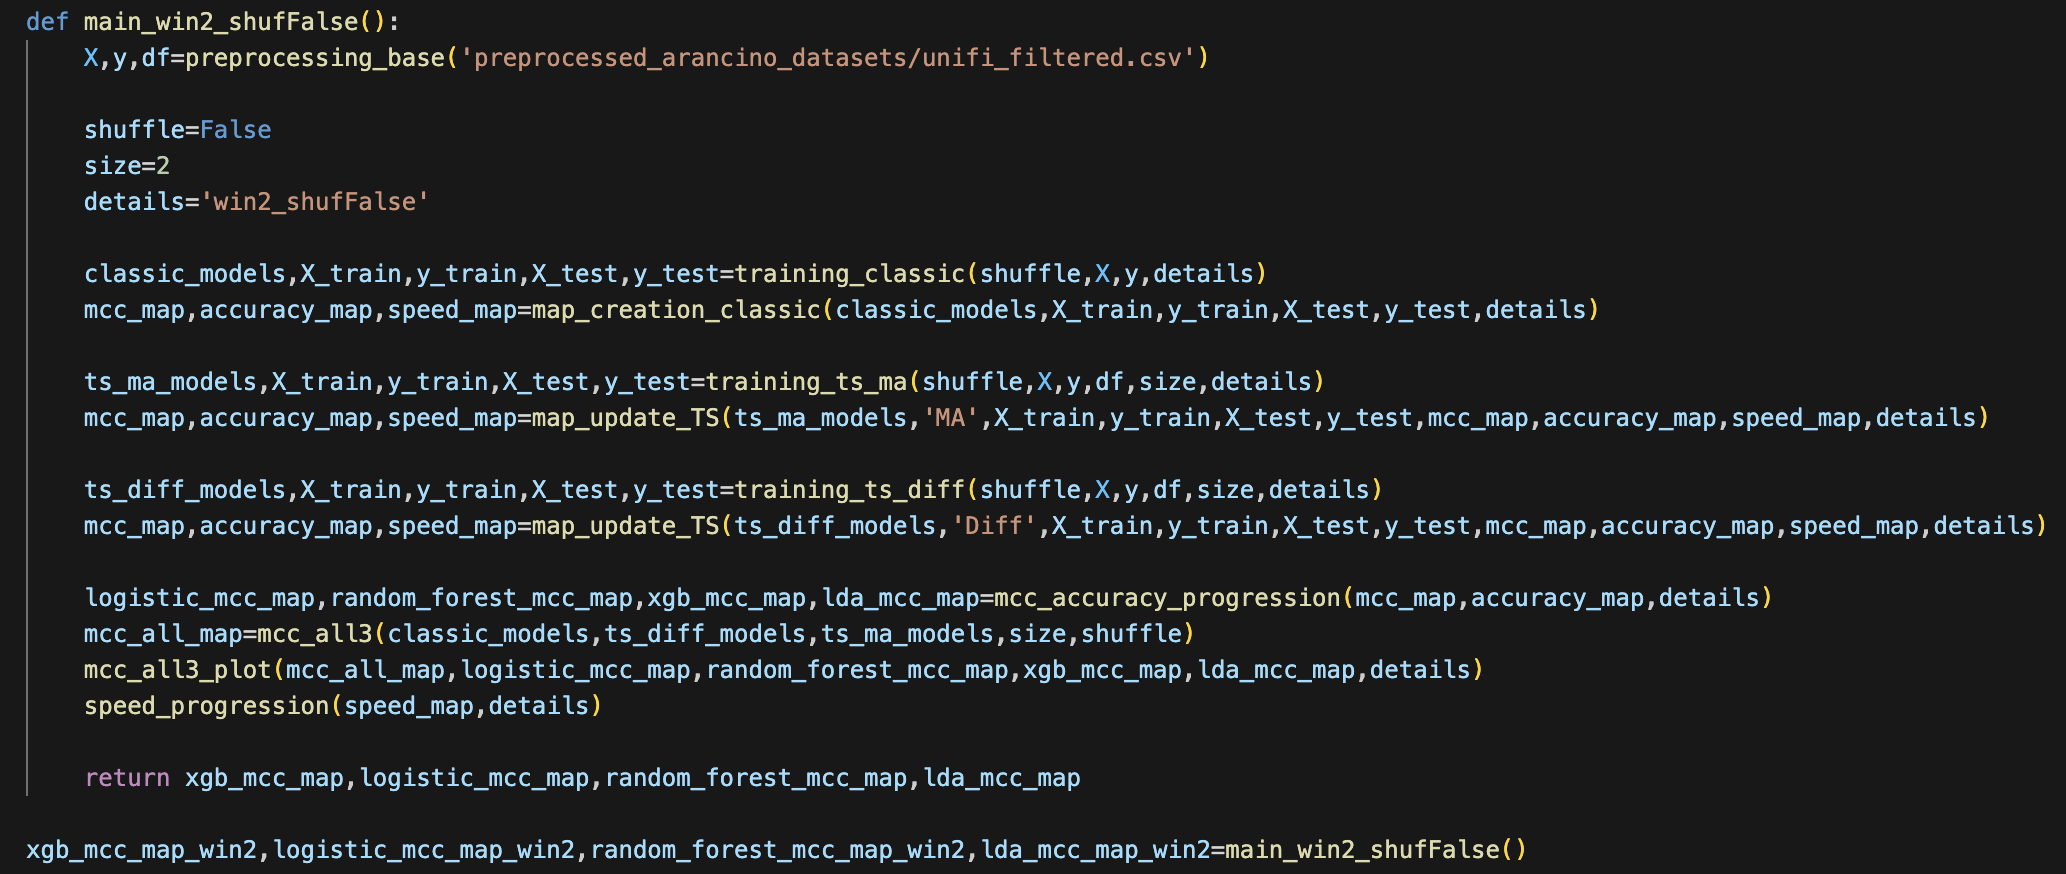 def main_win2_shufFalse():
    X,y,df=preprocessing_base('preprocessed_arancino_datasets/unifi_filtered.csv')

    shuffle=False
    size=2
    details='win2_shufFalse'

    classic_models,X_train,y_train,X_test,y_test=training_classic(shuffle,X,y,details)
    mcc_map,accuracy_map,speed_map=map_creation_classic(classic_models,X_train,y_train,X_test,y_test,details)

    ts_ma_models,X_train,y_train,X_test,y_test=training_ts_ma(shuffle,X,y,df,size,details)
    mcc_map,accuracy_map,speed_map=map_update_TS(ts_ma_models,'MA',X_train,y_train,X_test,y_test,mcc_map,accuracy_map,speed_map,details)

    ts_diff_models,X_train,y_train,X_test,y_test=training_ts_diff(shuffle,X,y,df,size,details)
    mcc_map,accuracy_map,speed_map=map_update_TS(ts_diff_models,'Diff',X_train,y_train,X_test,y_test,mcc_map,accuracy_map,speed_map,details)

    logistic_mcc_map,random_forest_mcc_map,xgb_mcc_map,lda_mcc_map=mcc_accuracy_progression(mcc_map,accuracy_map,details)
    mcc_all_map=mcc_all3(classic_models,ts_diff_models,ts_ma_models,size,shuffle)
    mcc_all3_plot(mcc_all_map,logistic_mcc_map,random_forest_mcc_map,xgb_mcc_map,lda_mcc_map,details)
    speed_progression(speed_map,details)

    return xgb_mcc_map,logistic_mcc_map,random_forest_mcc_map,lda_mcc_map

xgb_mcc_map_win2,logistic_mcc_map_win2,random_forest_mcc_map_win2,lda_mcc_map_win2=main_win2_shufFalse()